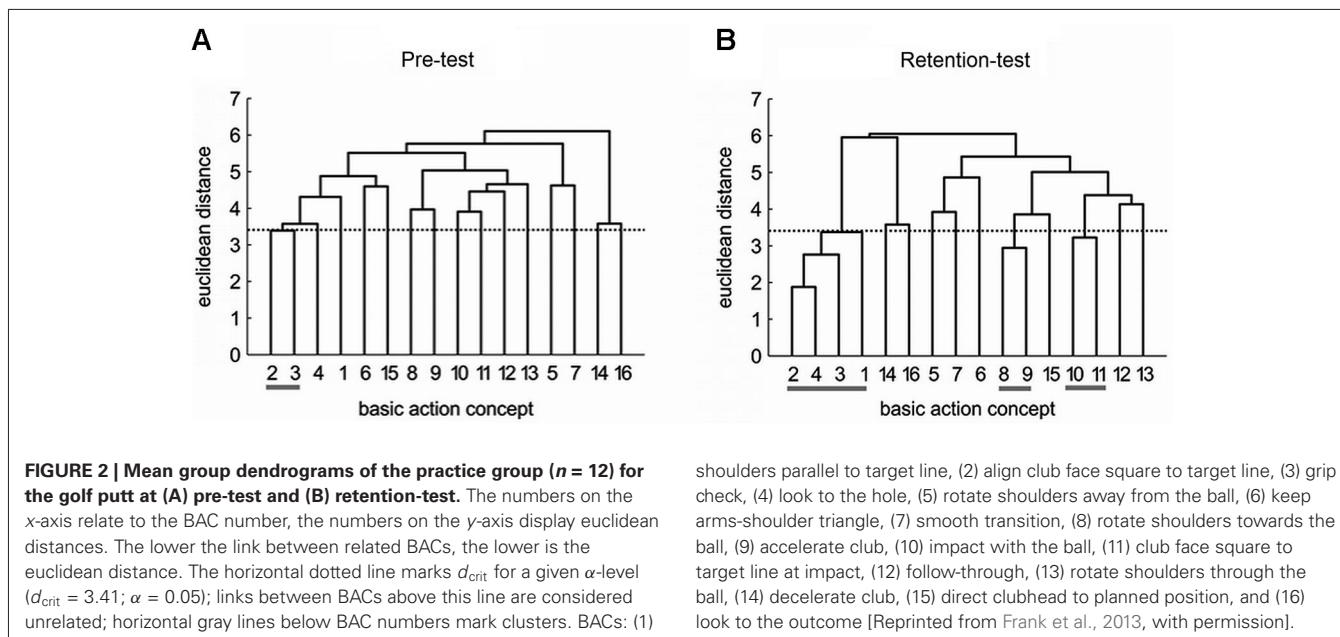 A
Pre-test
7
6
5
4
3
2
1
0
euclidean distance
2 3 4 1 6 15 8 9 10 11 12 13 5 7 14 16
basic action concept
B
Retention-test
7
6
5
4
3
2
1
0
euclidean distance
2 4 3 1 14 16 5 7 6 8 9 15 10 11 12 13
basic action concept
FIGURE 2 | Mean group dendrograms of the practice group (n = 12) for
the golf putt at (A) pre-test and (B) retention-test. The numbers on the
x-axis relate to the BAC number, the numbers on the y-axis display euclidean
distances. The lower the link between related BACs, the lower is the
euclidean distance. The horizontal dotted line marks dcrit for a given α-level
(dcrit = 3.41; α = 0.05); links between BACs above this line are considered
unrelated; horizontal gray lines below BAC numbers mark clusters. BACs: (1)
shoulders parallel to target line, (2) align club face square to target line, (3) grip
check, (4) look to the hole, (5) rotate shoulders away from the ball, (6) keep
arms-shoulder triangle, (7) smooth transition, (8) rotate shoulders towards the
ball, (9) accelerate club, (10) impact with the ball, (11) club face square to
target line at impact, (12) follow-through, (13) rotate shoulders through the
ball, (14) decelerate club, (15) direct clubhead to planned position, and (16)
look to the outcome [Reprinted from Frank et al., 2013, with permission].